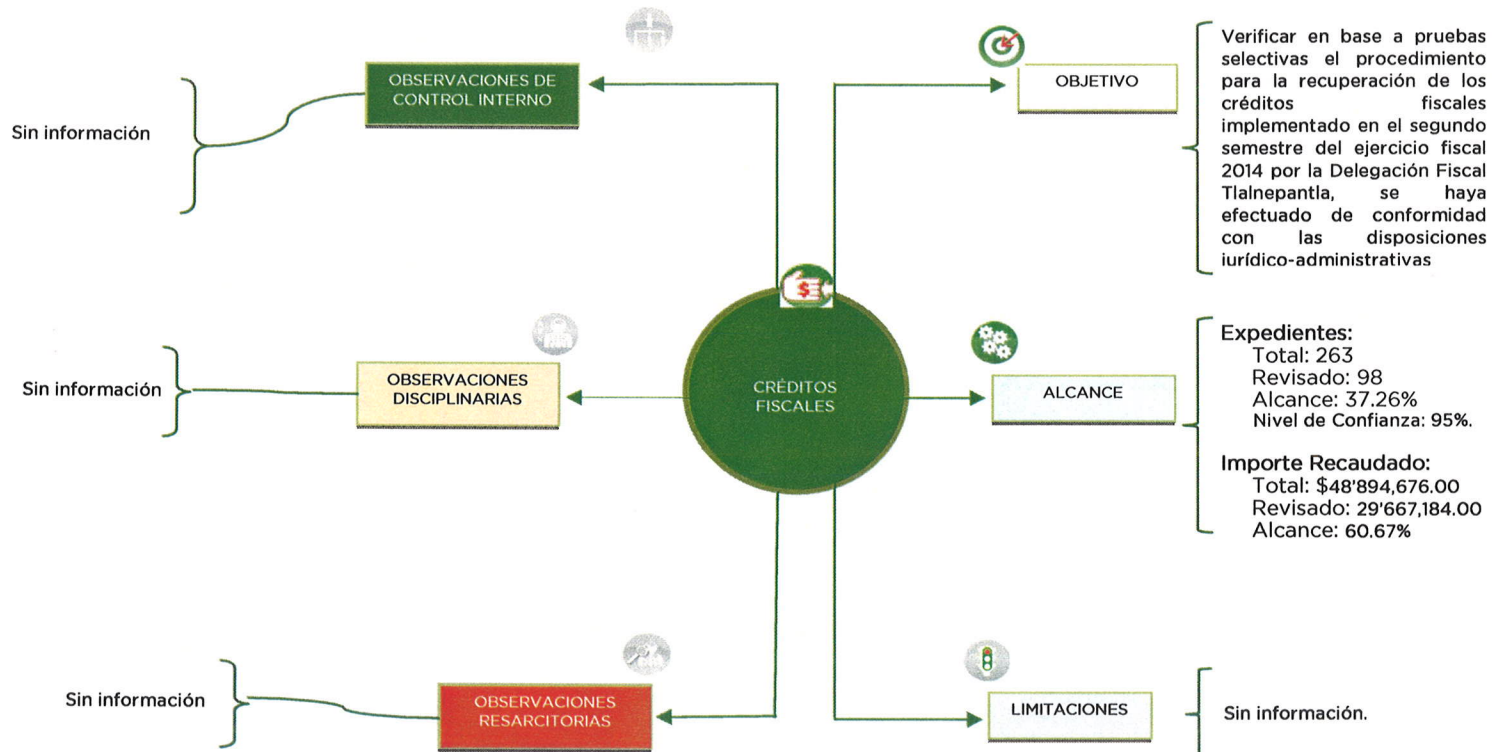 OBSERVACIONES DE
CONTROL INTERNO
Sin información
OBJETIVO
Verificar en base a pruebas
selectivas el procedimiento
para la recuperación de los
créditos fiscales
implementado en el segundo
semestre del ejercicio fiscal
2014 por la Delegación Fiscal
Tlalnepantla, se haya
efectuado de conformidad
con las disposiciones
jurídico-administrativas
$
CRÉDITOS
FISCALES
OBSERVACIONES
DISCIPLINARIAS
Sin información
ALCANCE
Expedientes:
Total: 263
Revisado: 98
Alcance: 37.26%
Nivel de Confianza: 95%.
Importe Recaudado:
Total: $48'894,676.00
Revisado: 29'667,184.00
Alcance: 60.67%
OBSERVACIONES
RESARCITORIAS
Sin información
LIMITACIONES
Sin información.